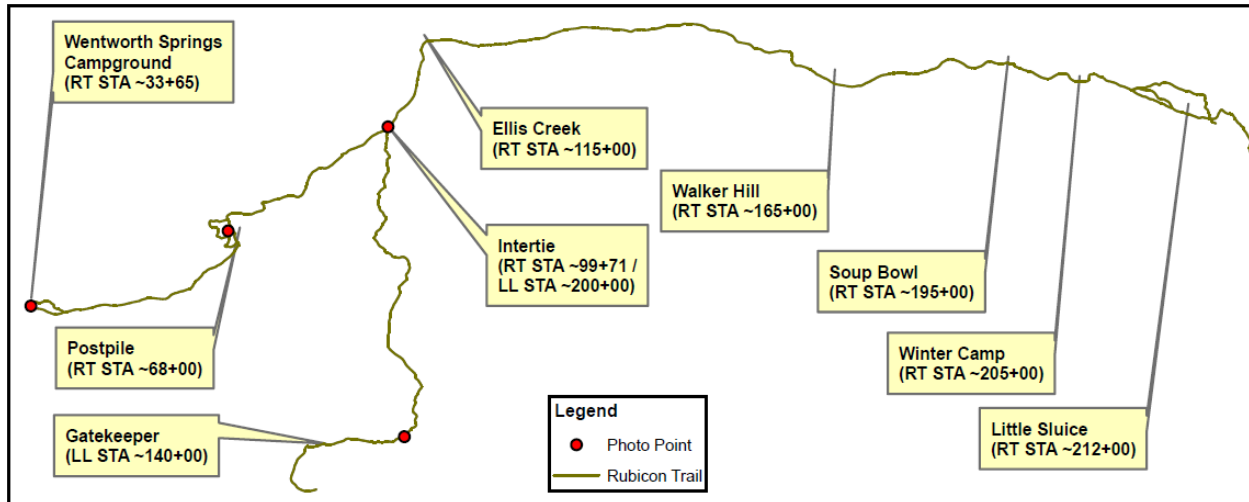 Wentworth Springs
Campground
(RT STA ~33+65)
Ellis Creek
(RT STA ~115+00)
Walker Hill
(RT STA ~165+00)
Intertie
(RT STA ~99+71 /
LL STA ~200+00)
Soup Bowl
(RT STA ~195+00)
Postpile
(RT STA ~68+00)
Winter Camp
(RT STA ~205+00)
Gatekeeper
(LL STA ~140+00)
Little Sluice
(RT STA ~212+00)
Legend
Photo Point
Rubicon Trail